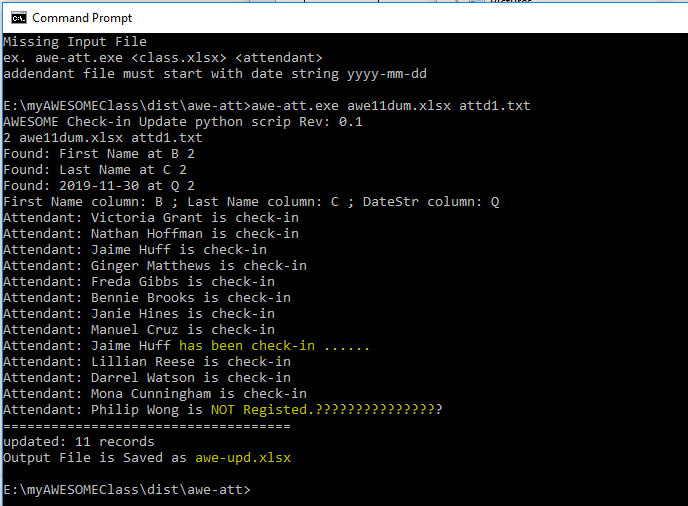 Pictures
Command Prompt
Missing Input File
ex. awe-att.exe <class.xlsx> <attendant>
addendant file must start with date string yyyy-mm-dd
E:\myAWESOMEClass\dist\awe-att>awe-att.exe awe11dum.xlsx attd1.txt
AWESOME Check-in Update python scrip Rev: 0.1
2 awe11dum.xlsx attd1.txt
Found: First Name at B 2
Found: Last Name at C 2
Found: 2019-11-30 at Q 2
First Name column: B ; Last Name column: C ; DateStr column: Q
Attendant: Victoria Grant is check-in
Attendant: Nathan Hoffman is check-in
Attendant: Jaime Huff is check-in
Attendant: Ginger Matthews is check-in
Attendant: Freda Gibbs is check-in
Attendant: Bennie Brooks is check-in
Attendant: Janie Hines is check-in
Attendant: Manuel Cruz is check-in
Attendant: Jaime Huff has been check-in ......
Attendant: Lillian Reese is check-in
Attendant: Darrel Watson is check-in
Attendant: Mona Cunningham is check-in
Attendant: Philip Wong is NOT Registed.????????????????
====================================
updated: 11 records
Output File is Saved as awe-upd.xlsx
E:\myAWESOMEClass\dist\awe-att>